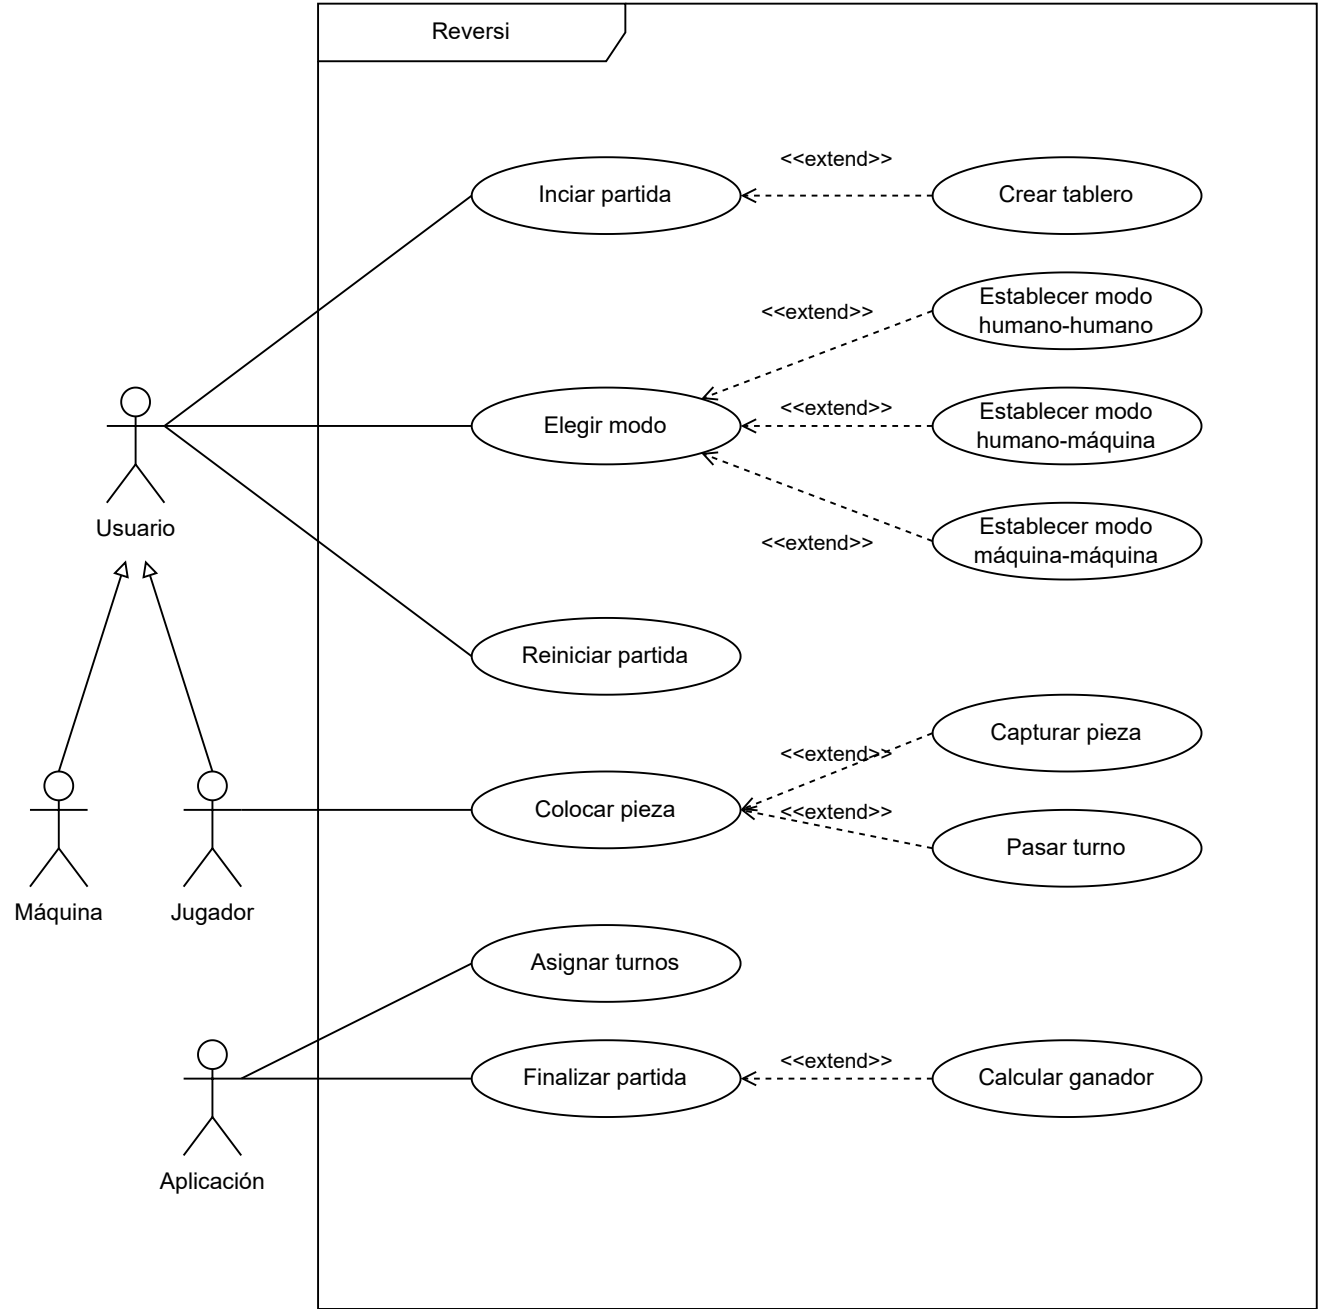 Reversi
<<extend>>
Inciar partida
Crear tablero
<<extend>>
Establecer modo
humano-humano
<<extend>>
Elegir modo
Establecer modo
humano-máquina
<<extend>>
Establecer modo
máquina-máquina
Usuario
Reiniciar partida
<<extend>>
Capturar pieza
Colocar pieza
<<extend>>
Pasar turno
Máquina
Jugador
Asignar turnos
<<extend>>
Finalizar partida
Calcular ganador
Aplicación